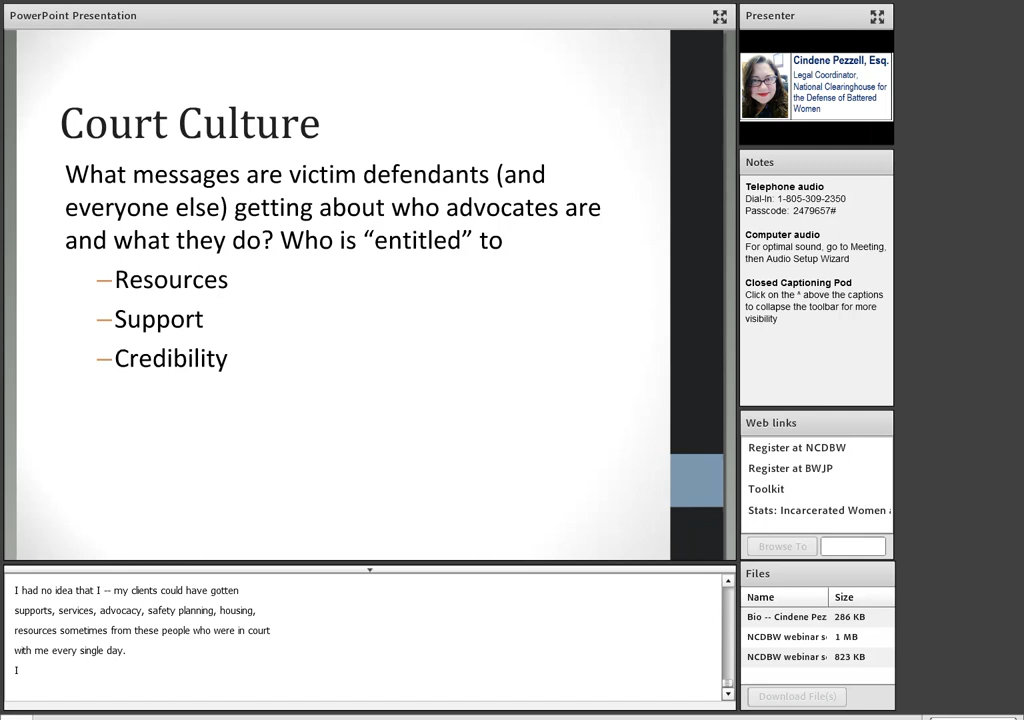 PowerPoint Presentation
Court Culture
What messages are victim defendants (and
everyone else) getting about who advocates are
and what they do? Who is “entitled” to
–Resources
–Support
–Credibility
I had no idea that I -- my clients could have gotten
supports, services, advocacy, safety planning, housing,
resources sometimes from these people who were in court
with me every single day.
I
Presenter
Cindene Pezzell, Esq.
Legal Coordinator,
National Clearinghouse for
the Defense of Battered
Women
Notes
Telephone audio
Dial-In: 1-805-309-2350
Passcode: 2479657#
Computer audio
For optimal sound, go to Meeting,
then Audio Setup Wizard
Closed Captioning Pod
Click on the ^ above the captions
to collapse the toolbar for more
visibility
Web links
Register at NCDBW
Register at BWJP
Toolkit
Stats: Incarcerated Women
Browse To
Files
Name Size
Bio -- Cindene Pez 286 KB
NCDBW webinar s 1 MB
NCDBW webinar s 823 KB
Download File(s)